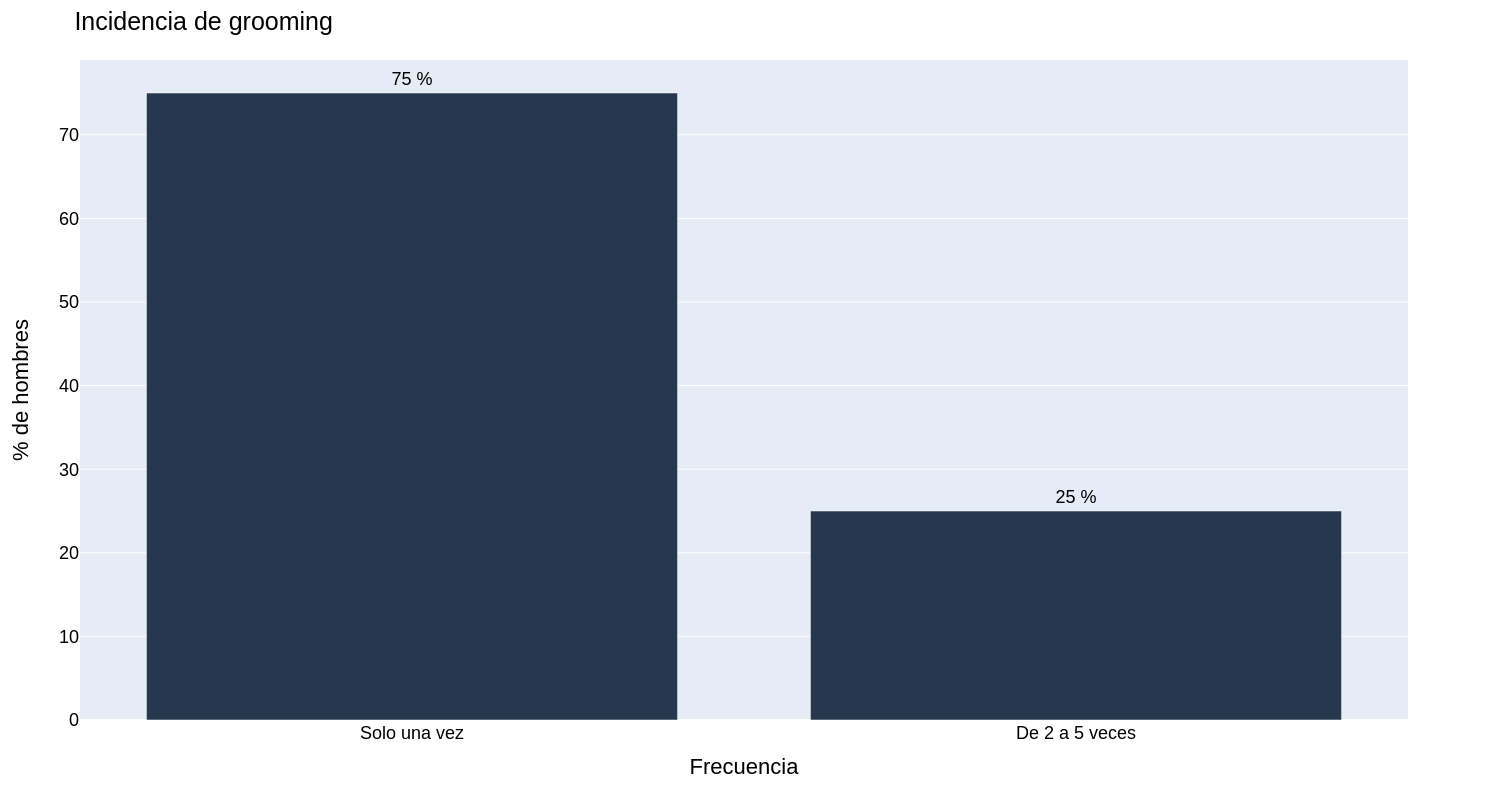 Incidencia de grooming
75 %
70
60
50
40
30
25 %
20
10
0
% de hombres
Solo una vez
De 2 a 5 veces
Frecuencia